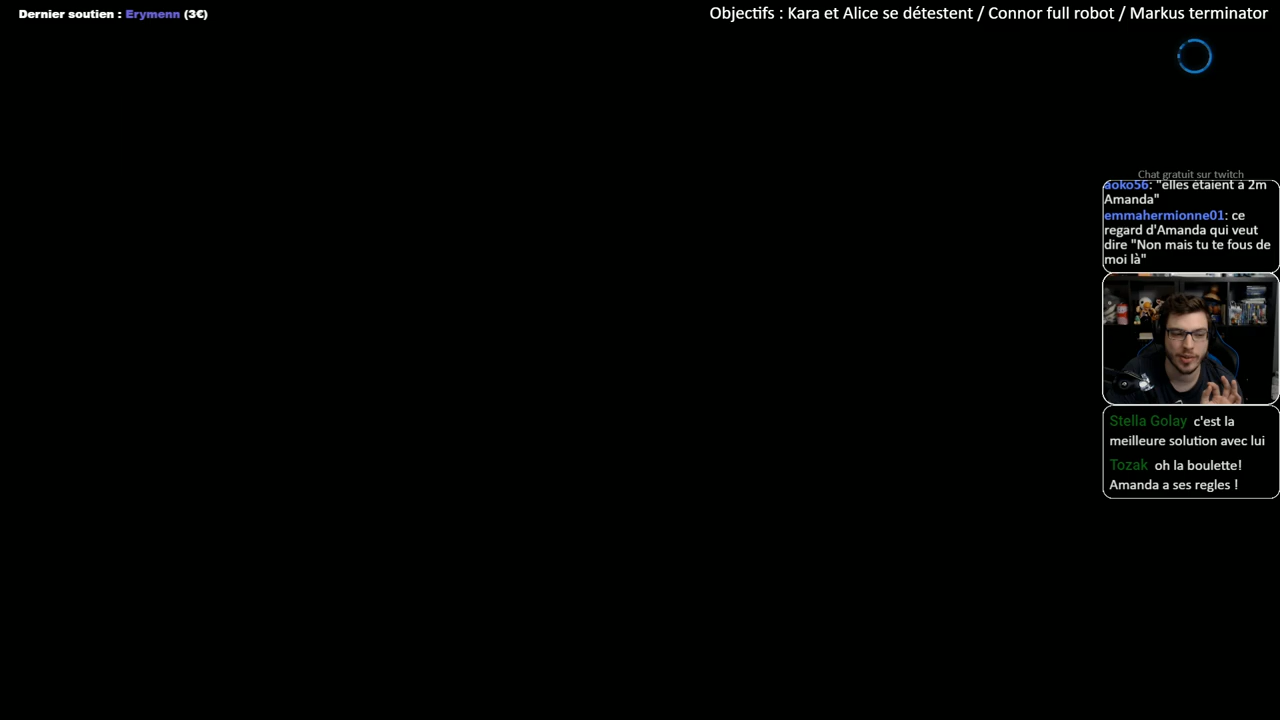 Dernier soutien : Erymenn (3€)
Objectifs : Kara et Alice se détestent / Connor full robot / Markus terminator
Chat gratuit sur twitch
aoko56: "elles étaient à 2m
Amanda"
emmahermionne01: ce
regard d'Amanda qui veut
dire "Non mais tu te fous de
moi là"
Stella Golay c'est la
meilleure solution avec lui
Tozak oh la boulette!
Amanda a ses regles !